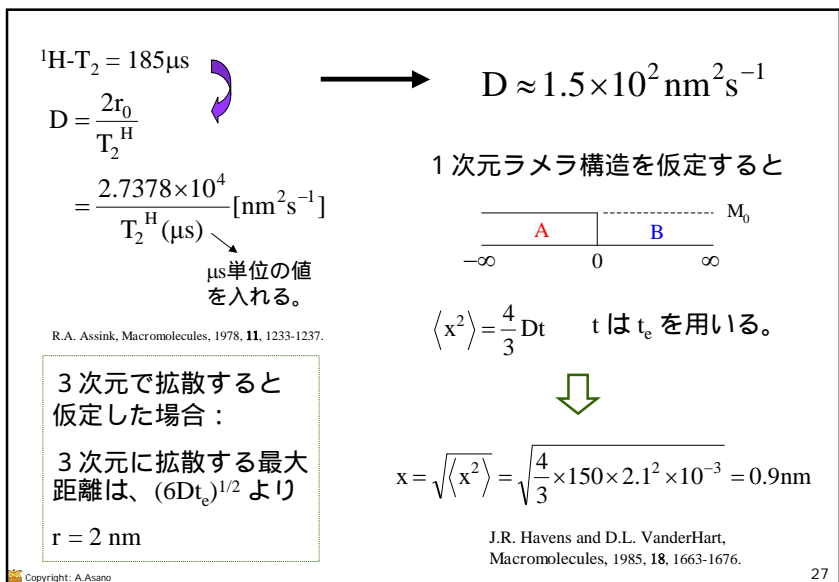 ¹H-T₂ = 185μs
D = 2r₀ / T₂ᴴ
= 2.7378×10⁴ / T₂ᴴ(μs) [nm²s⁻¹]
μs単位の値
を入れる。
R.A. Assink, Macromolecules, 1978, 11, 1233-1237.
3次元で拡散すると
仮定した場合：
3次元に拡散する最大
距離は、(6Dtₑ)^1/2 より
r = 2 nm
D ≈ 1.5×10² nm²s⁻¹
1次元ラメラ構造を仮定すると
M₀
A B
−∞ 0 ∞
⟨x²⟩ = 4/3 Dt t は tₑ を用いる。
x = √⟨x²⟩ = √(4/3 ×150×2.1²×10⁻³) = 0.9nm
J.R. Havens and D.L. VanderHart,
Macromolecules, 1985, 18, 1663-1676.
Copyright: A.Asano
27